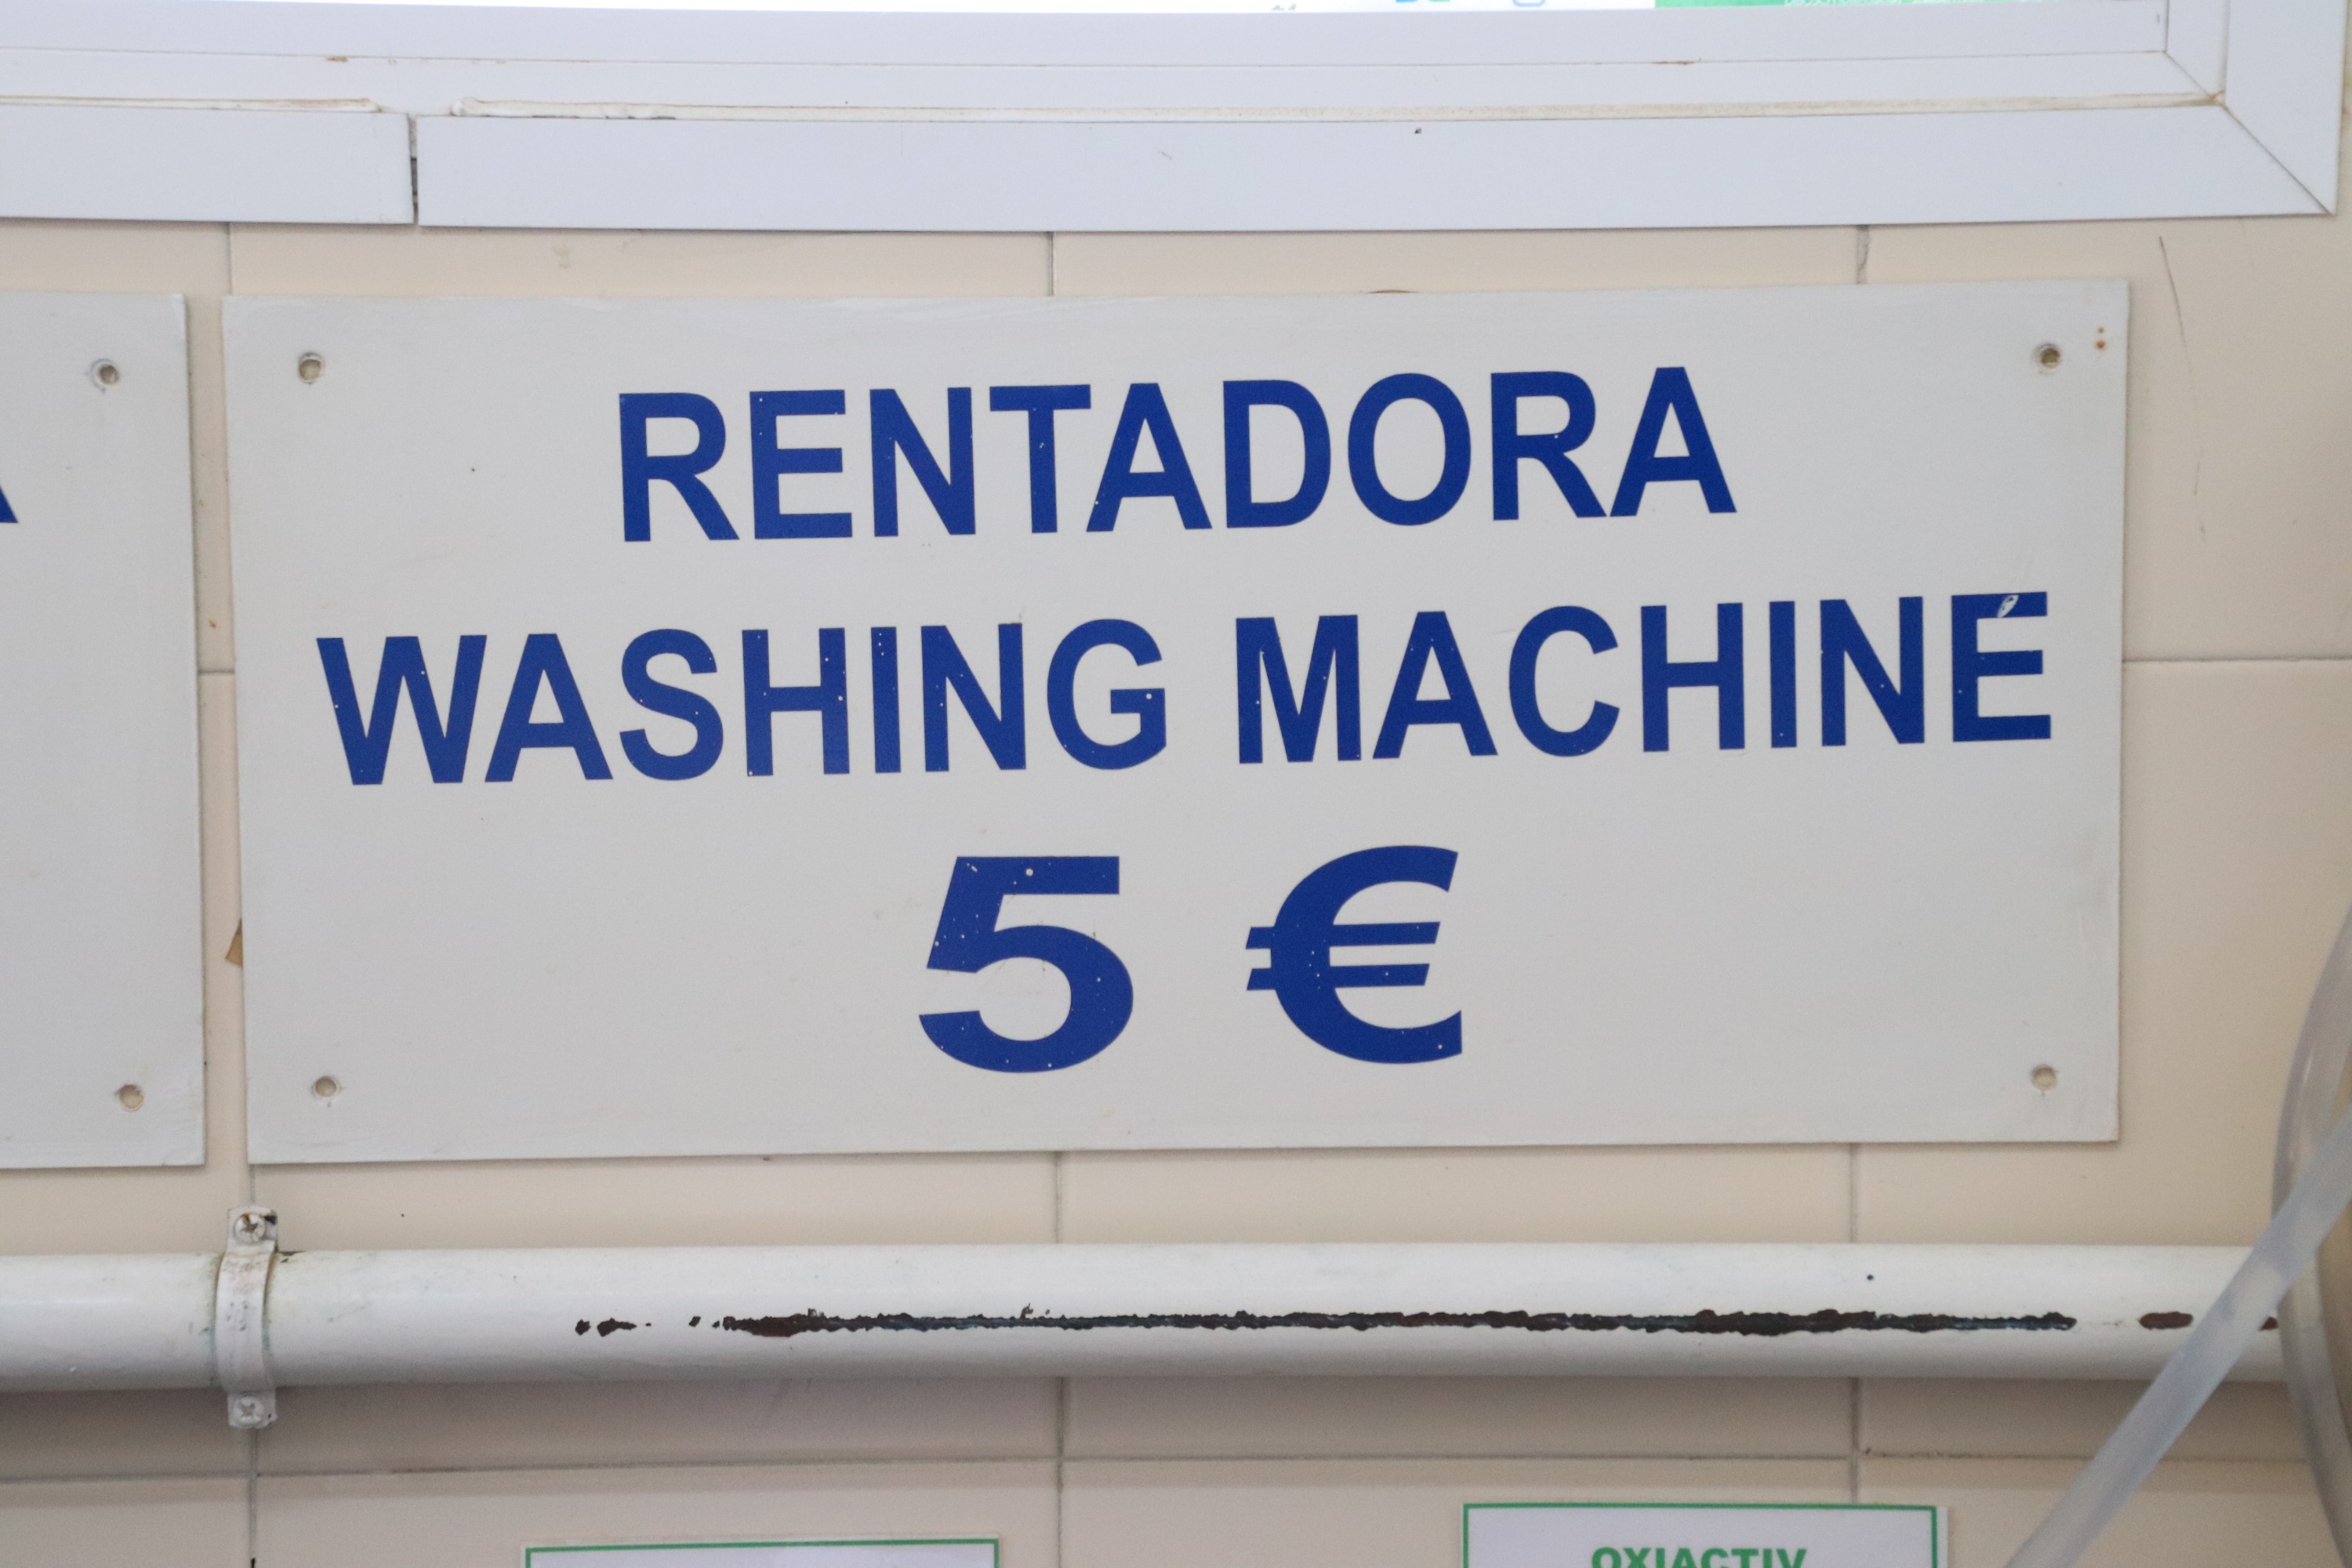 RENTADORA
WASHING MACHINE
5 €
OXIACTIV